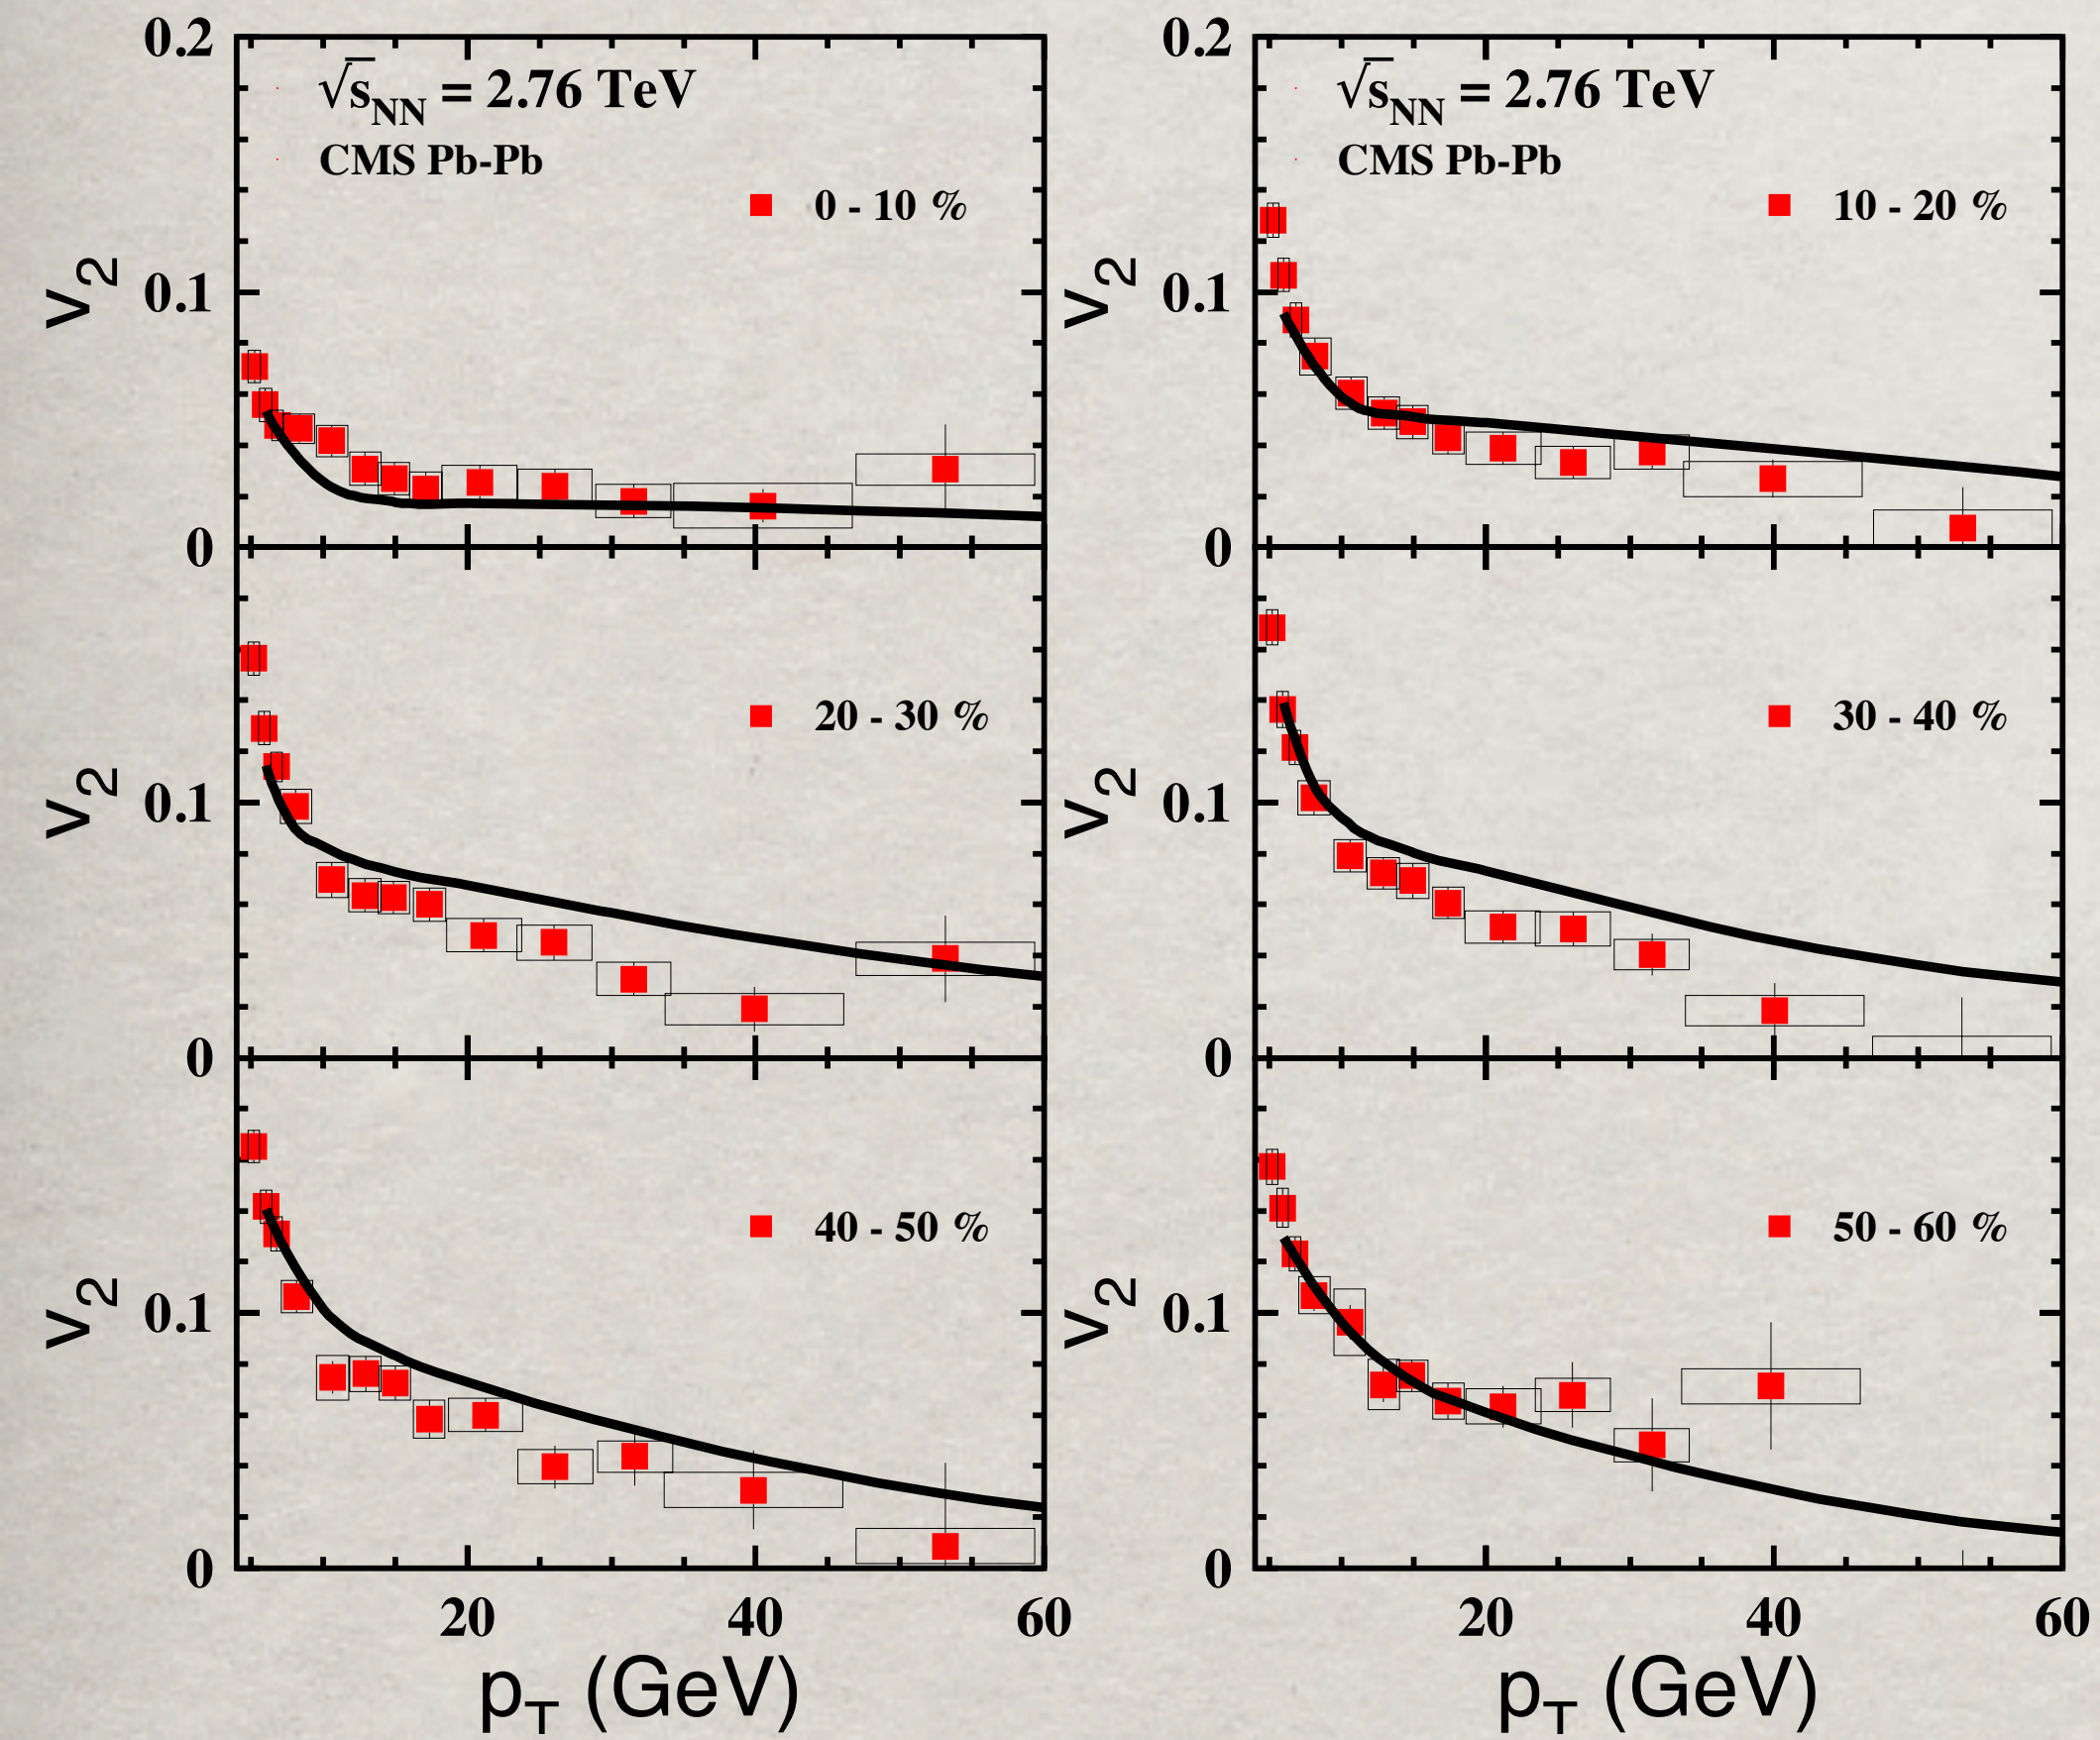 0.2
√sNN = 2.76 TeV
CMS Pb-Pb
0 - 10 %
v2
0.1
0
0.2
√sNN = 2.76 TeV
CMS Pb-Pb
10 - 20 %
v2
0.1
0
20 - 30 %
v2
0.1
0
30 - 40 %
v2
0.1
0
40 - 50 %
v2
0.1
0
20 40 60
pT (GeV)
50 - 60 %
v2
0.1
0
20 40 60
pT (GeV)